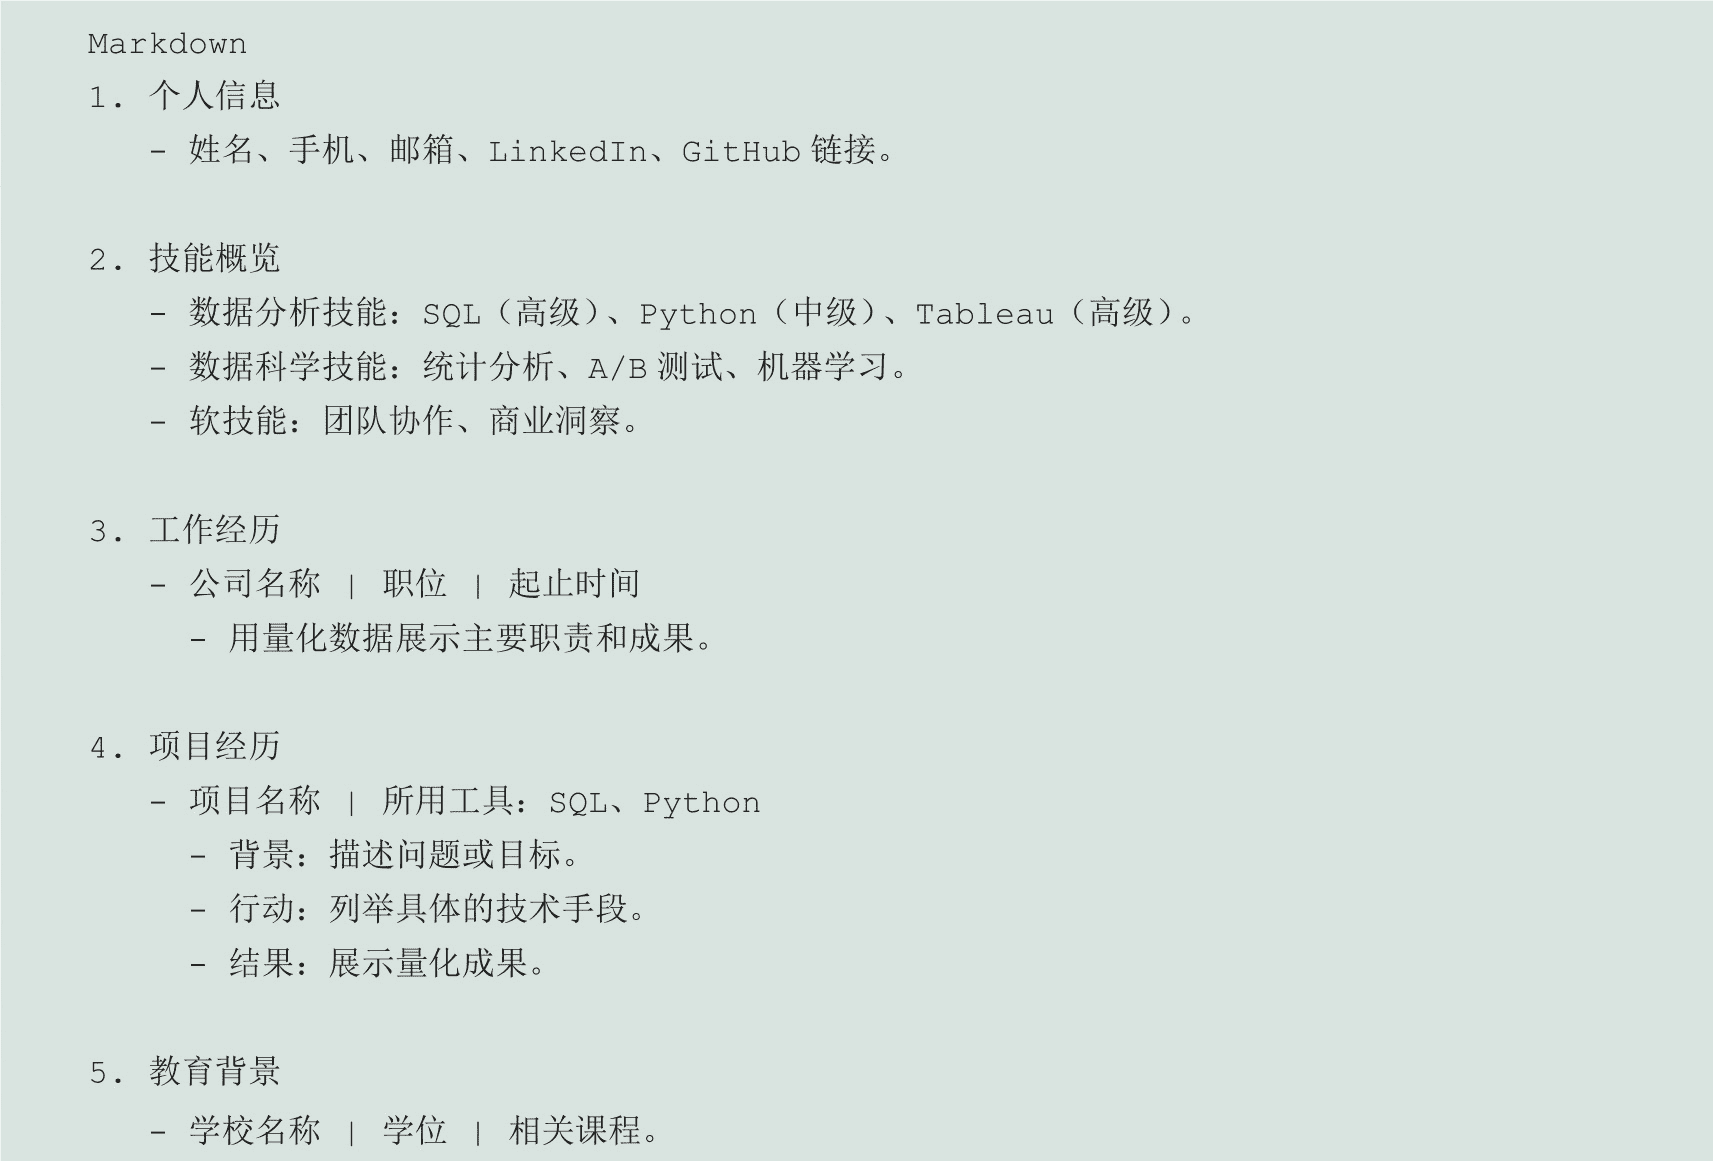 Markdown
1. 个人信息
- 姓名、手机、邮箱、LinkedIn、GitHub 链接。
2. 技能概览
- 数据分析技能：SQL（高级）、Python（中级）、Tableau（高级）。
- 数据科学技能：统计分析、A/B 测试、机器学习。
- 软技能：团队协作、商业洞察。
3. 工作经历
- 公司名称 | 职位 | 起止时间
- 用量化数据展示主要职责和成果。
4. 项目经历
- 项目名称 | 所用工具：SQL、Python
- 背景：描述问题或目标。
- 行动：列举具体的技术手段。
- 结果：展示量化成果。
5. 教育背景
- 学校名称 | 学位 | 相关课程。